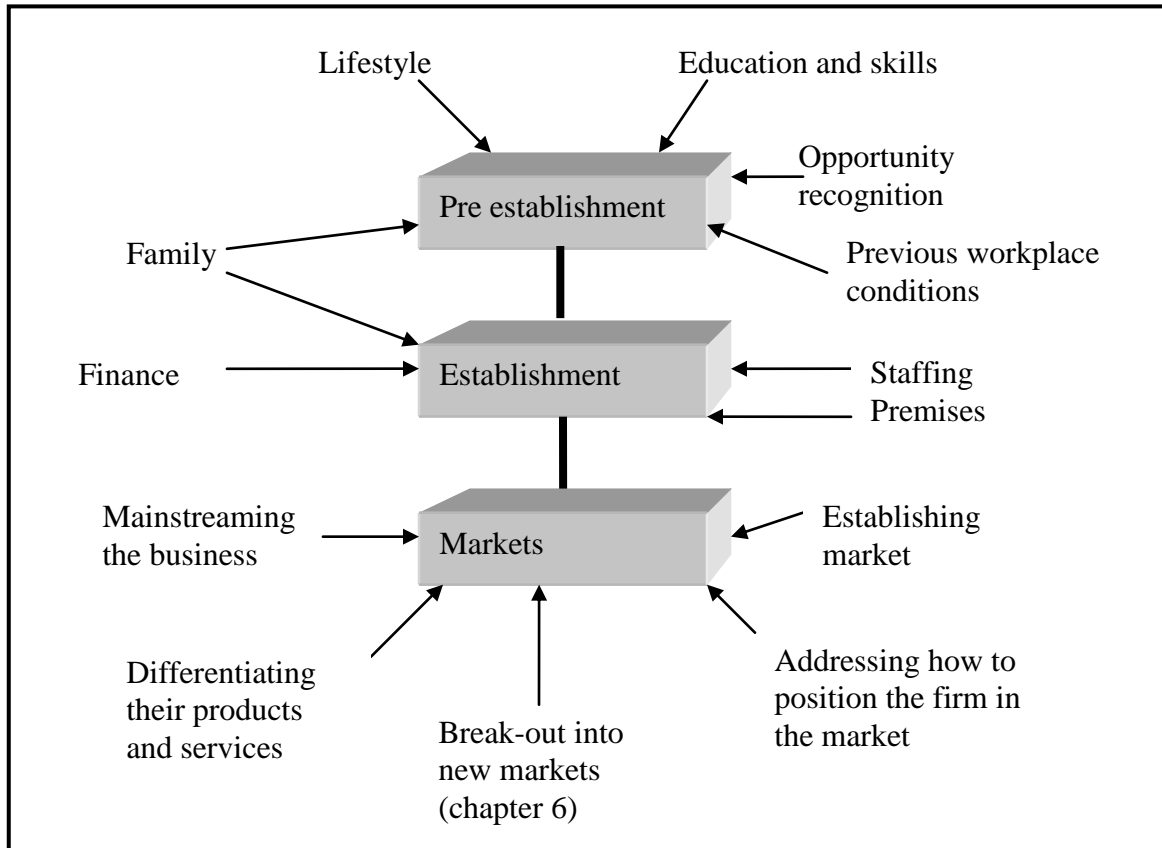 Lifestyle
Education and skills
Opportunity
recognition
Pre establishment
Family
Previous workplace
conditions
Finance
Establishment
Staffing
Premises
Mainstreaming
the business
Markets
Establishing
market
Differentiating
their products
and services
Break-out into
new markets
(chapter 6)
Addressing how to
position the firm in
the market